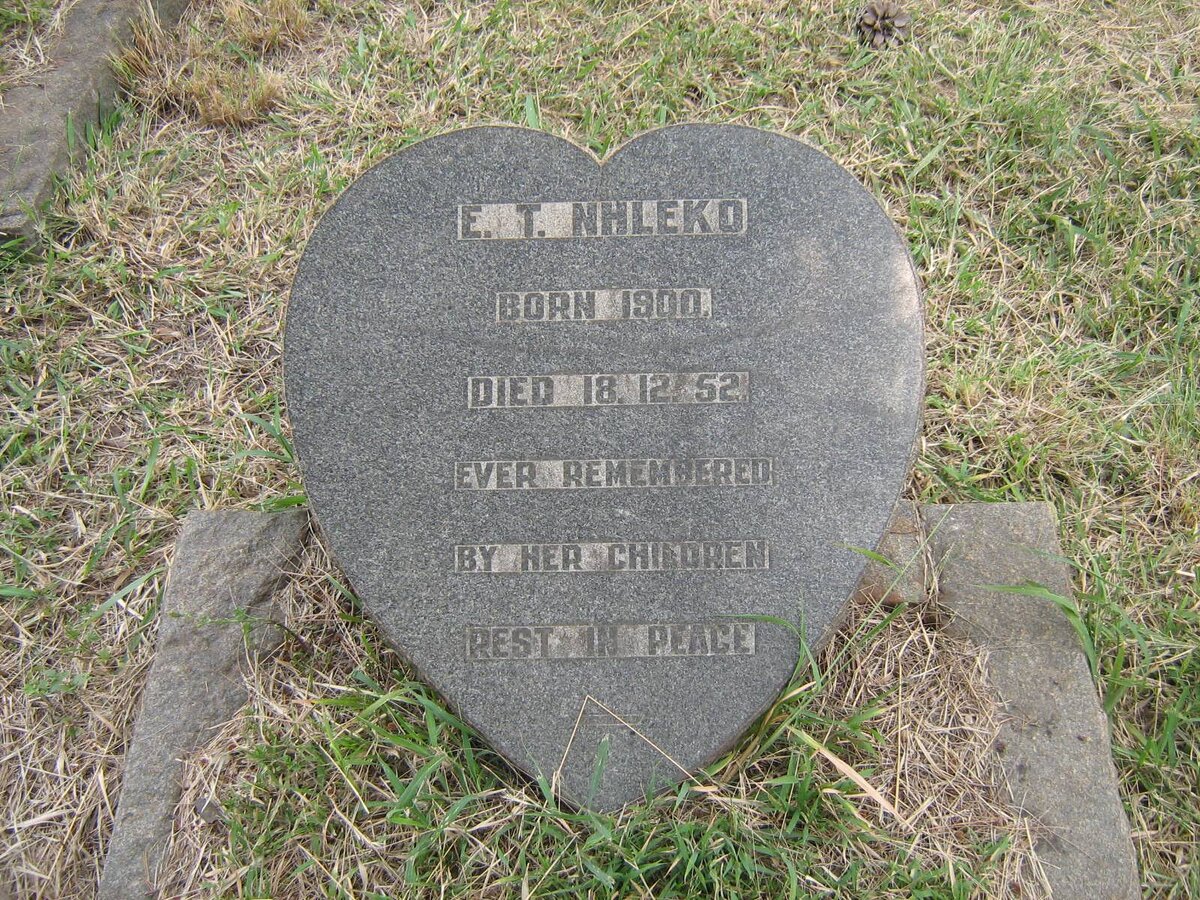 E. T. NHLEKO
BORN 1900.
DIED 18.12.52.
EVER REMEMBERED
BY HER CHILDREN
REST IN PEACE